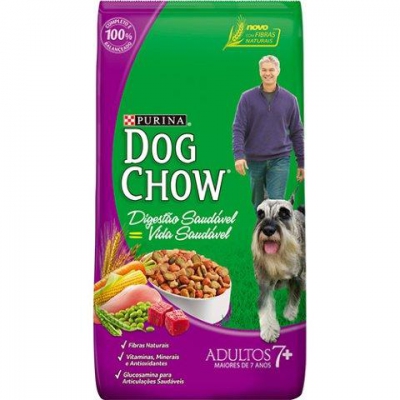 COMPLETO E
100%
BALANCEADO
novo
COM FIBRAS
NATURAIS
PURINA
DOG
CHOW®
Digestão Saudável
= Vida Saudável
✓ Fibras Naturais
✓ Vitaminas, Minerais e
Antioxidantes
✓ Glucosamina para
Articulações Saudáveis
ADULTOS 7+
MAIORES DE 7 ANOS